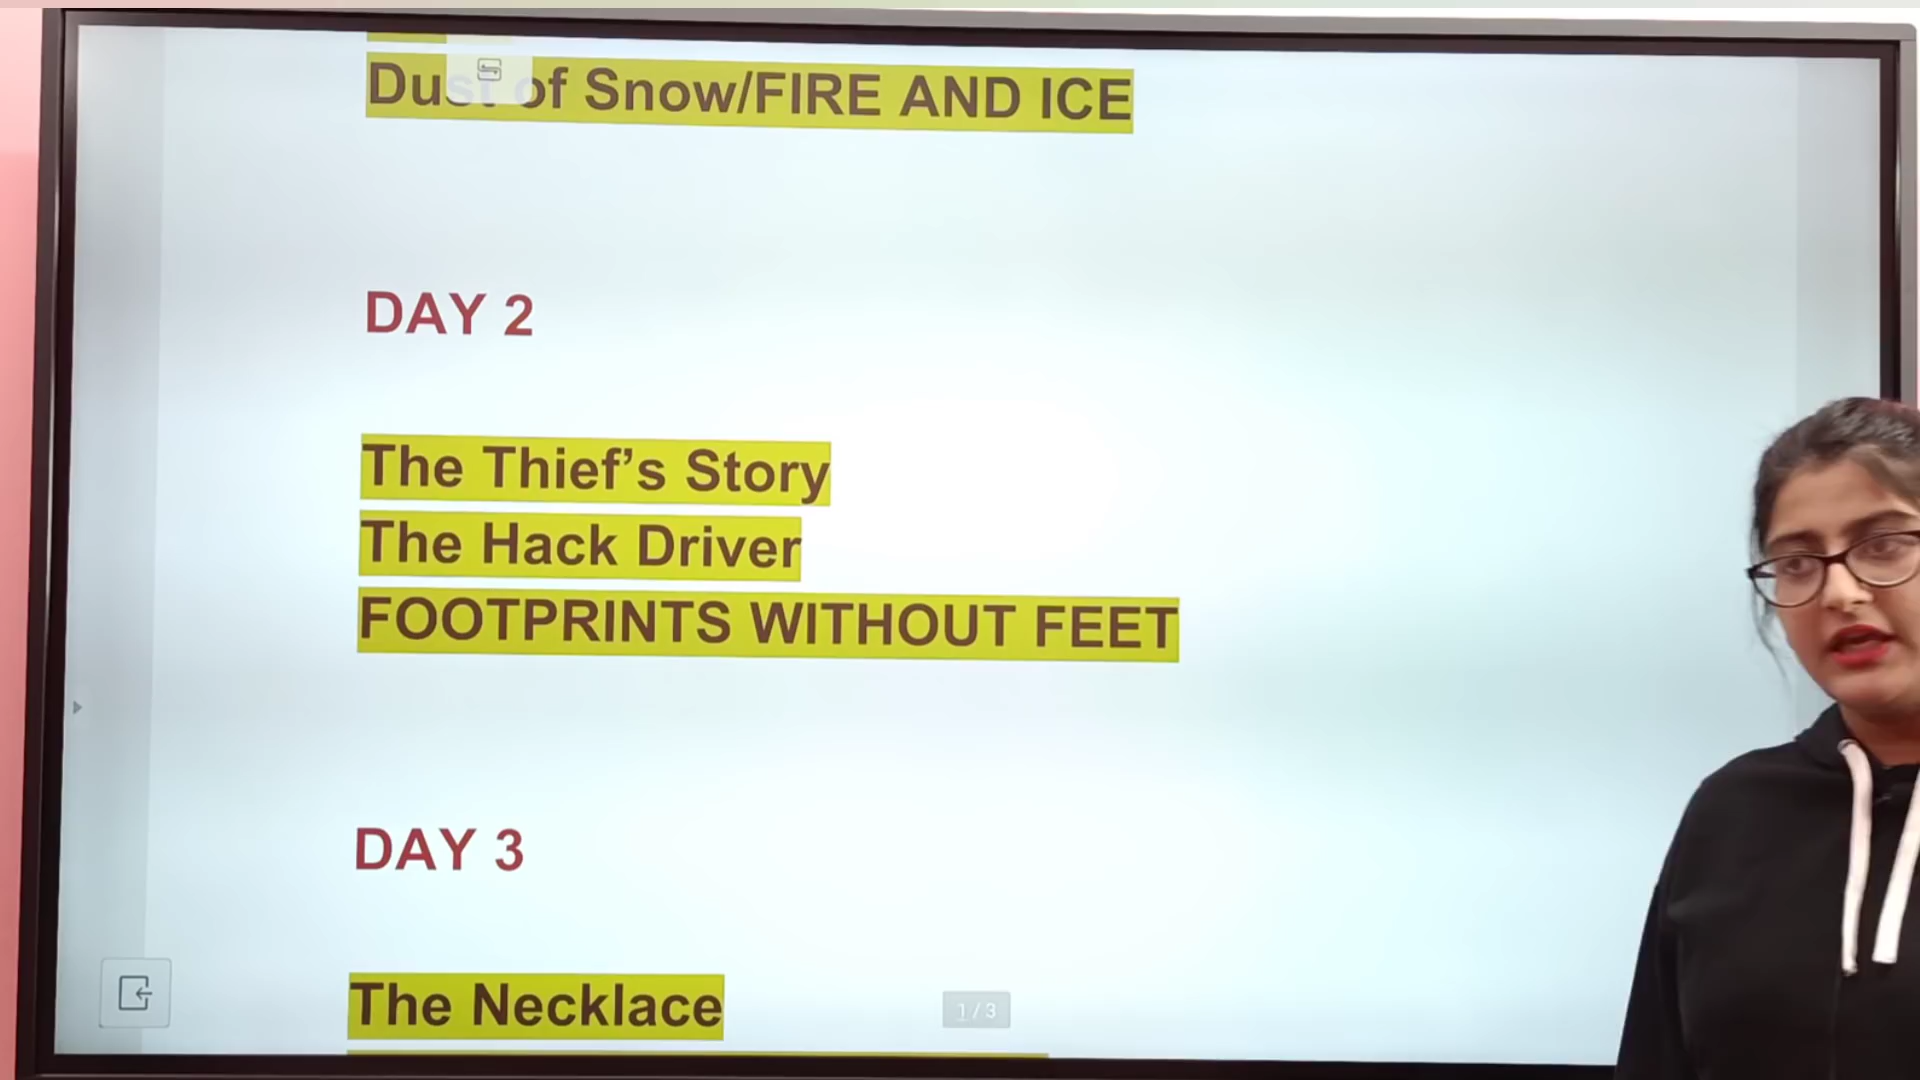 Dust of Snow/FIRE AND ICE
DAY 2
The Thief’s Story
The Hack Driver
FOOTPRINTS WITHOUT FEET
DAY 3
The Necklace
1/3